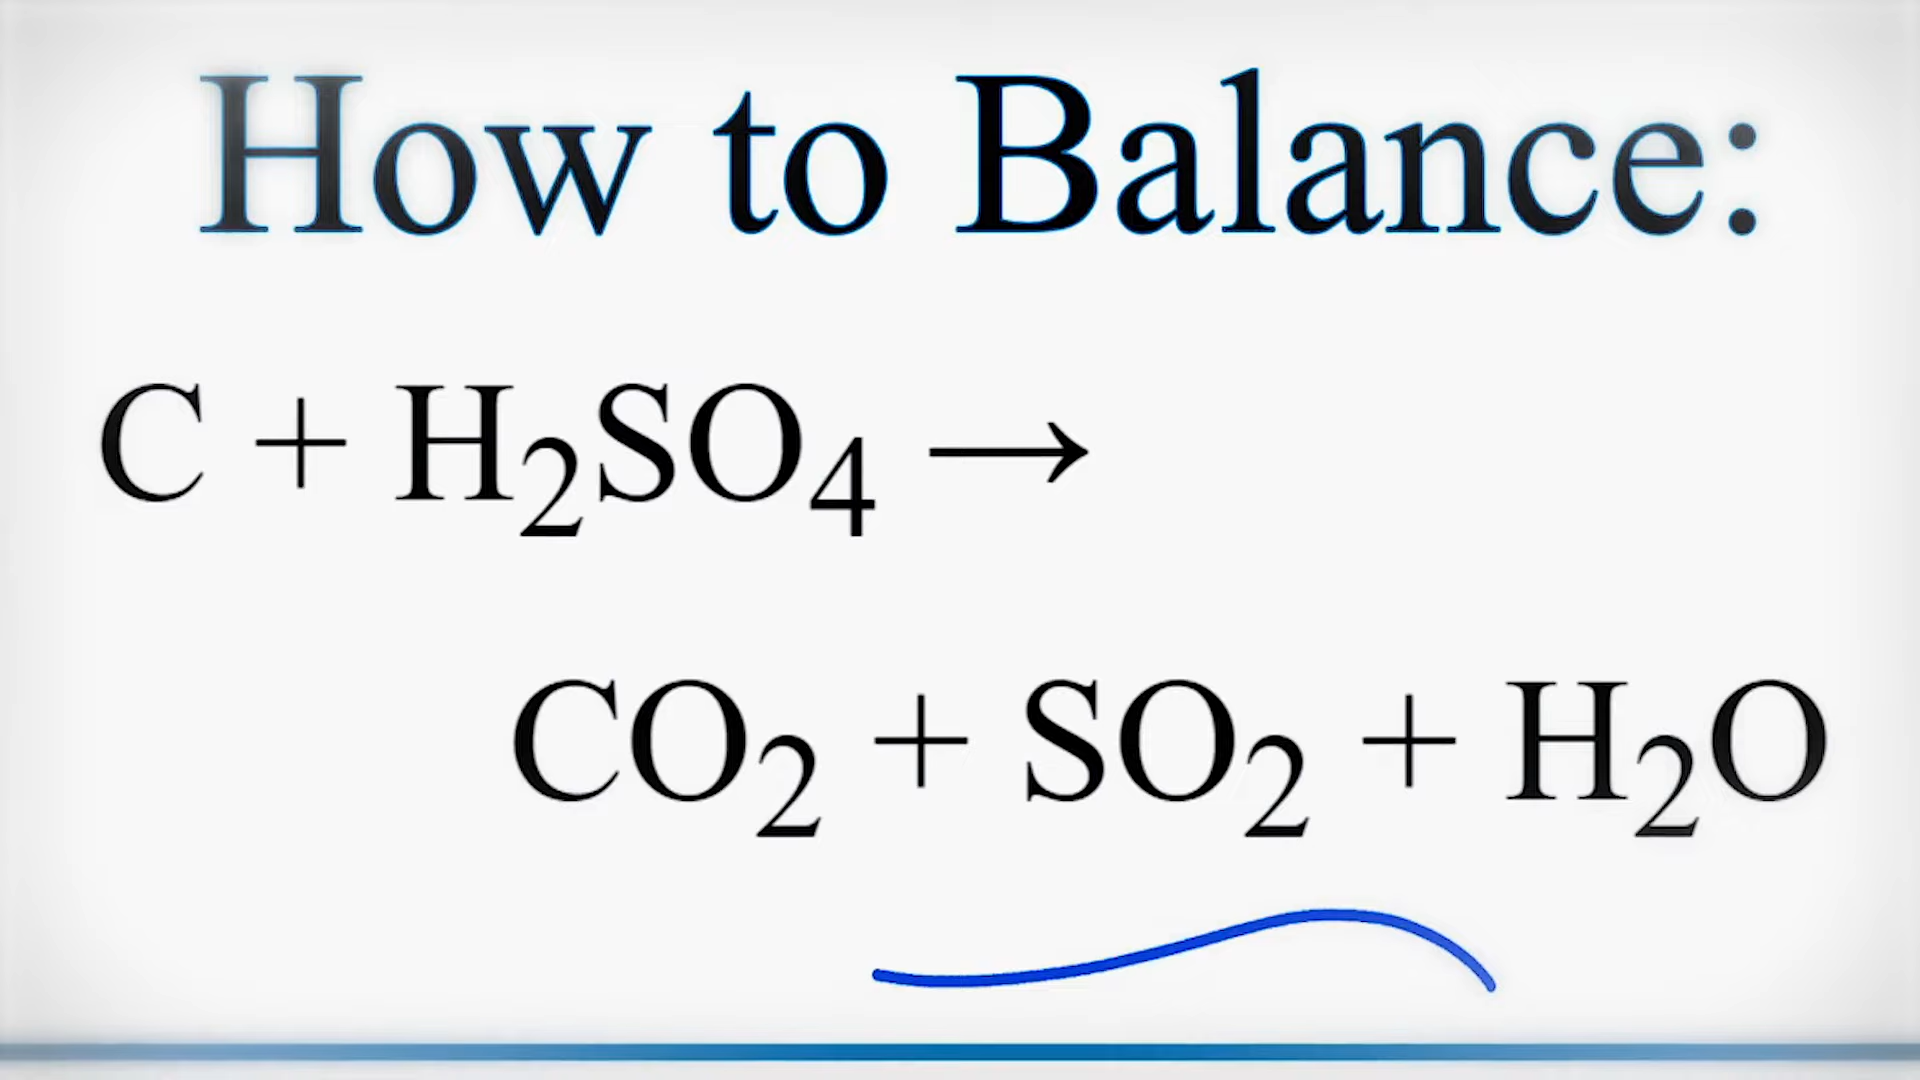 How to Balance:
C + H₂SO₄ →
CO₂ + SO₂ + H₂O